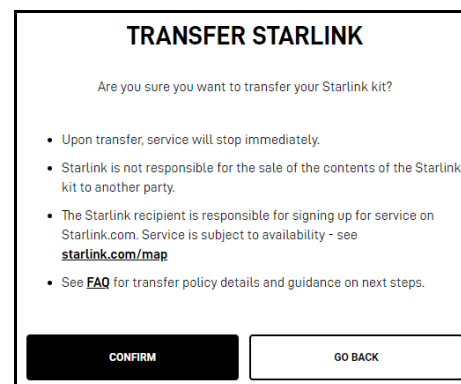 TRANSFER STARLINK
Are you sure you want to transfer your Starlink kit?
• Upon transfer, service will stop immediately.
• Starlink is not responsible for the sale of the contents of the Starlink
kit to another party.
• The Starlink recipient is responsible for signing up for service on
Starlink.com. Service is subject to availability - see
starlink.com/map
• See FAQ for transfer policy details and guidance on next steps.
CONFIRM
GO BACK